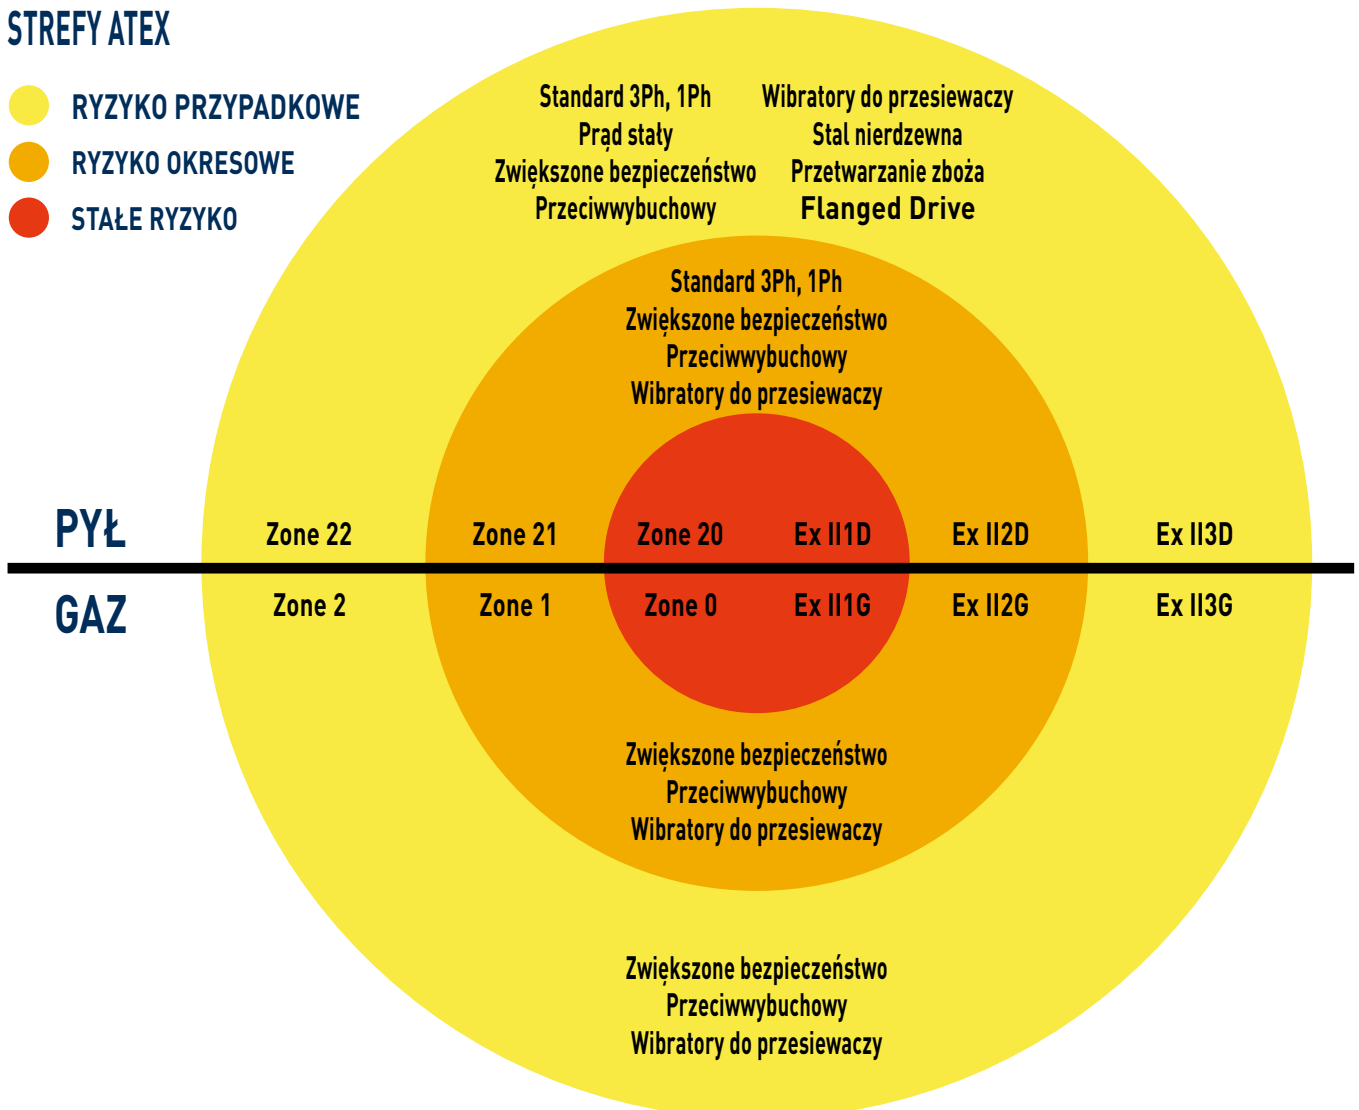 STREFY ATEX
RYZYKO PRZYPADKOWE
RYZYKO OKRESOWE
STAŁE RYZYKO
Standard 3Ph, 1Ph
Prąd stały
Zwiększone bezpieczeństwo
Przeciwwybuchowy
Wibratory do przesiewaczy
Stal nierdzewna
Przetwarzanie zboża
Flanged Drive
Standard 3Ph, 1Ph
Zwiększone bezpieczeństwo
Przeciwwybuchowy
Wibratory do przesiewaczy
PYŁ
Zone 22
Zone 21
Zone 20
Ex II1D
Ex II2D
Ex II3D
GAZ
Zone 2
Zone 1
Zone 0
Ex II1G
Ex II2G
Ex II3G
Zwiększone bezpieczeństwo
Przeciwwybuchowy
Wibratory do przesiewaczy
Zwiększone bezpieczeństwo
Przeciwwybuchowy
Wibratory do przesiewaczy